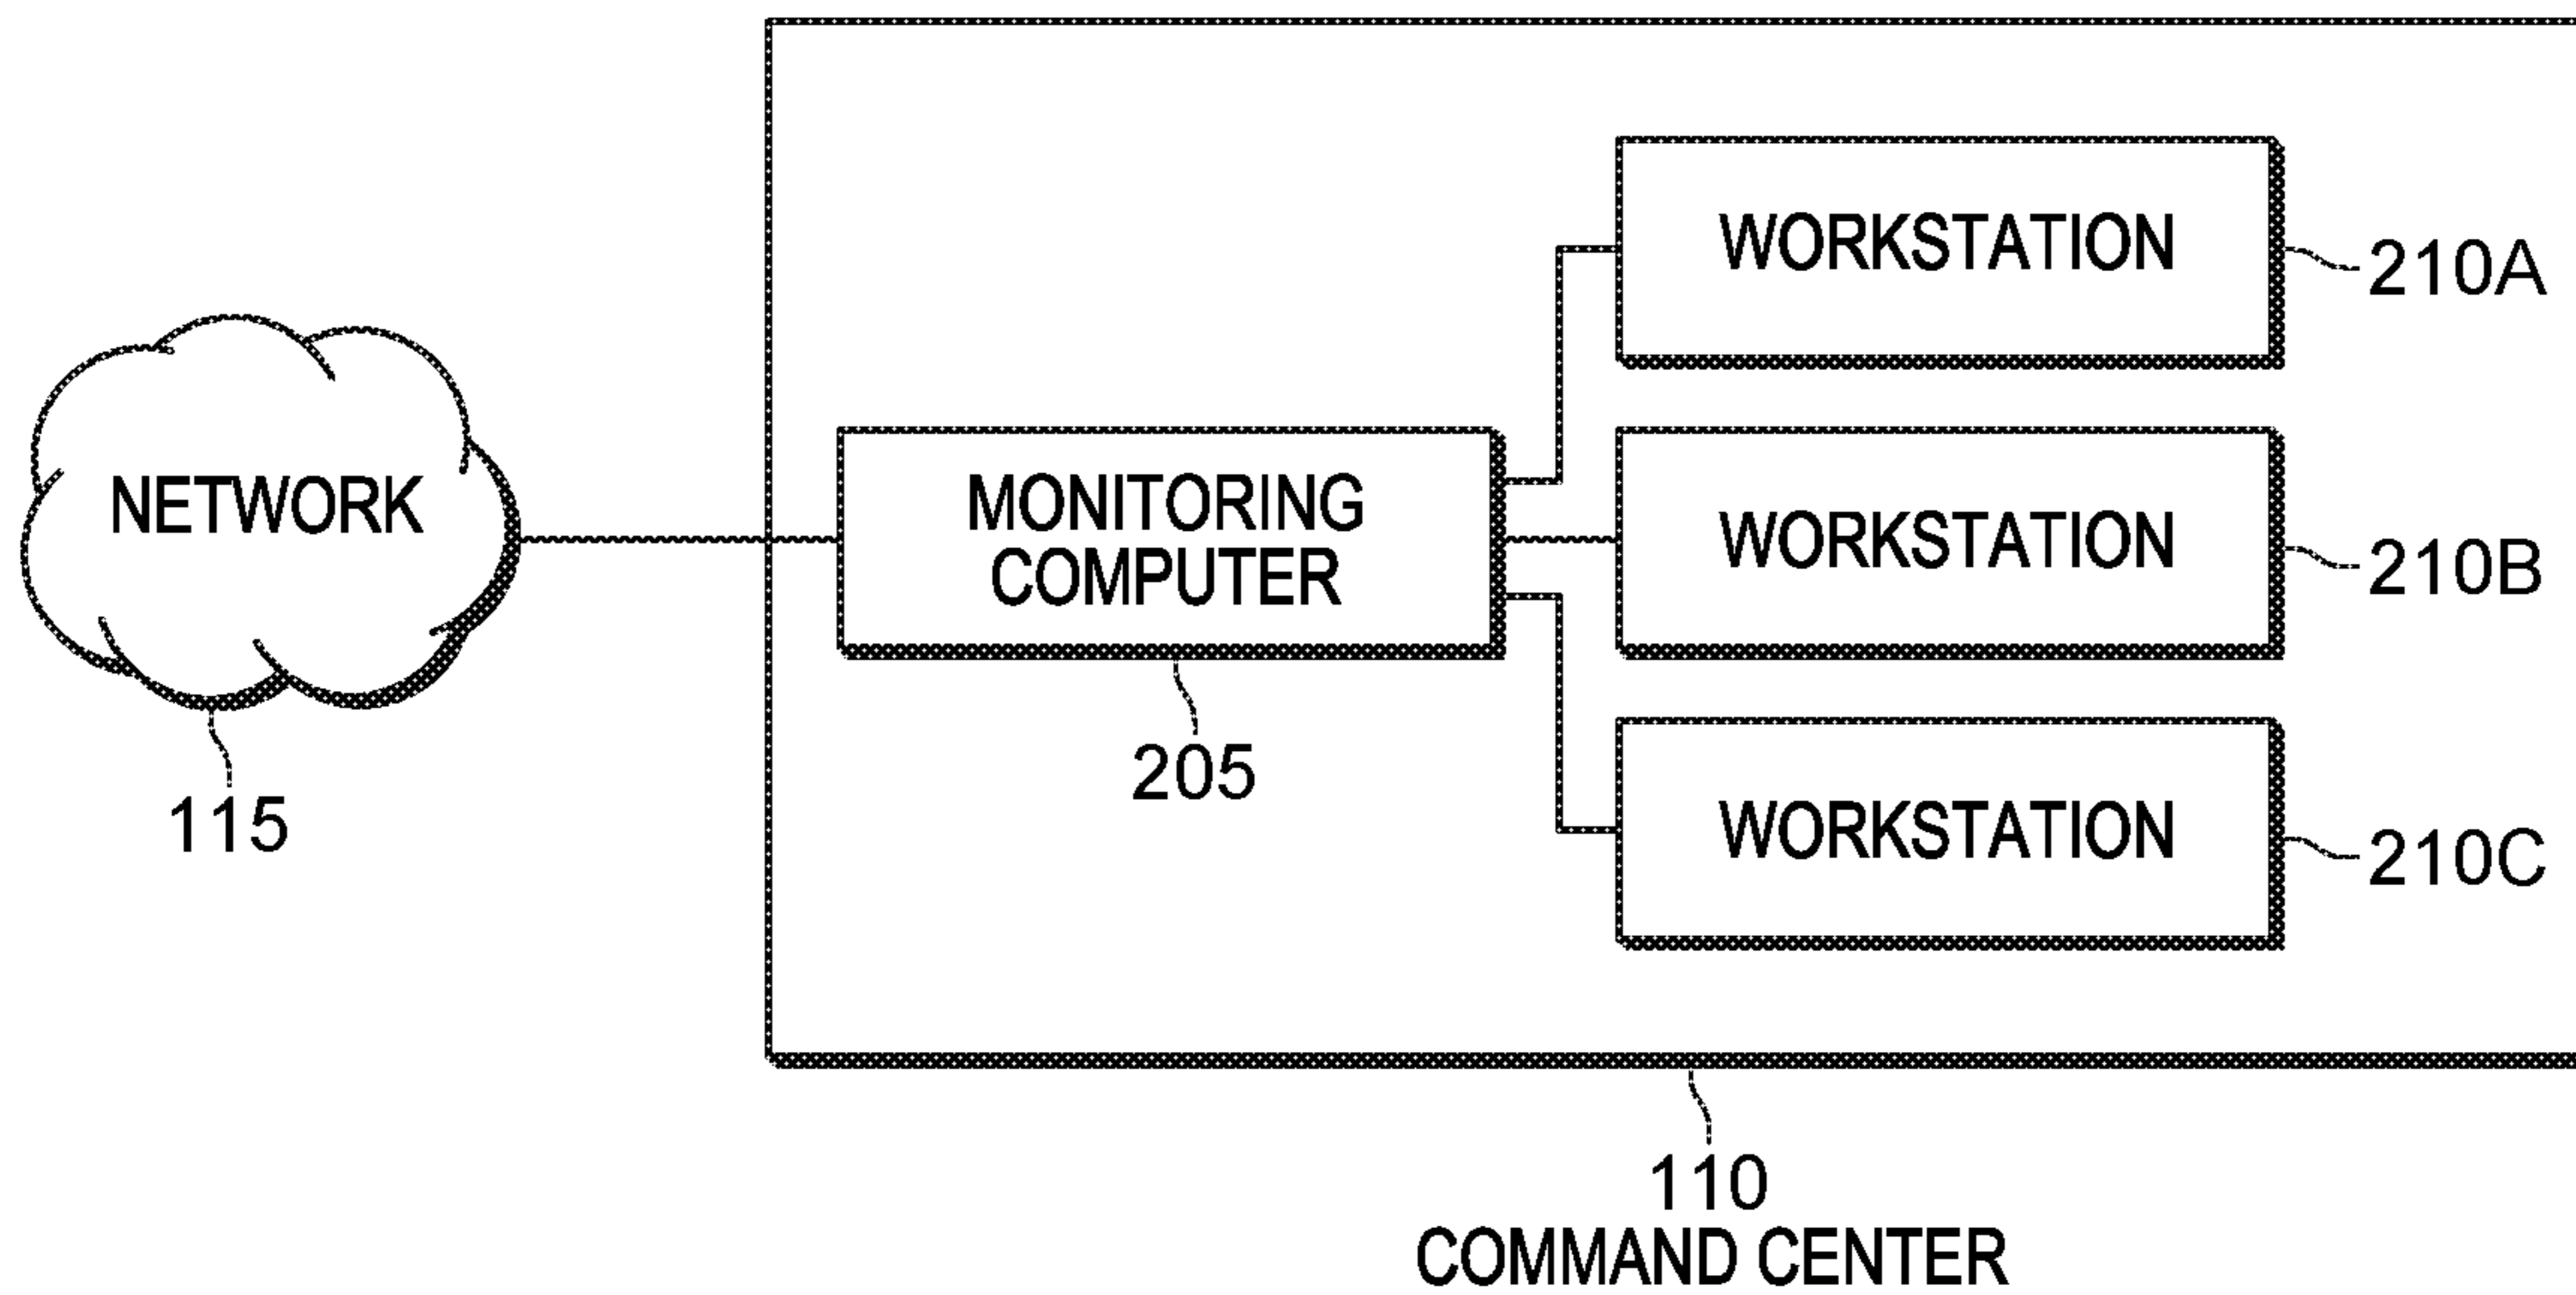 WORKSTATION
210A
NETWORK
MONITORING
COMPUTER
WORKSTATION
210B
205
115
WORKSTATION
210C
110
COMMAND CENTER